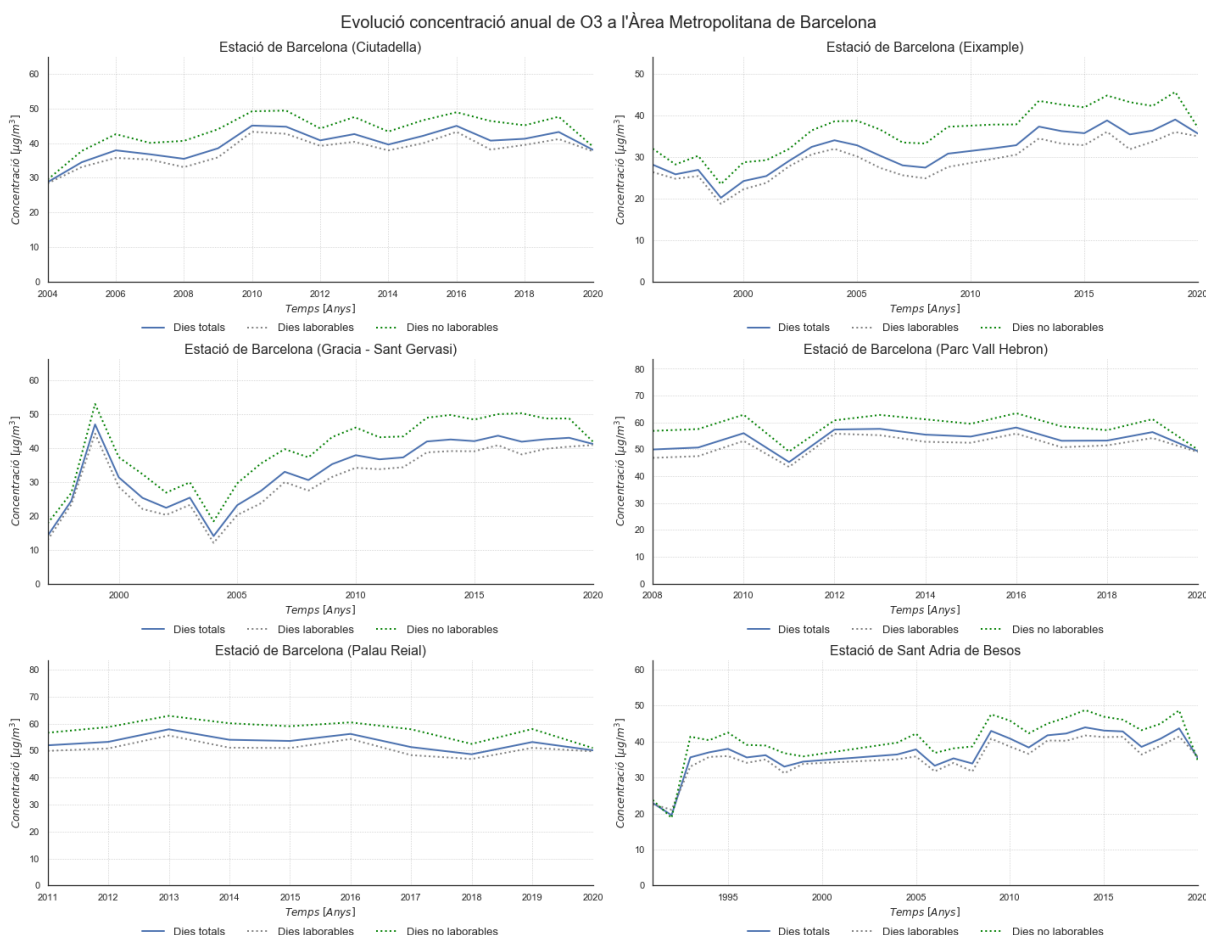 Evolució concentració anual de O3 a l'Àrea Metropolitana de Barcelona
Estació de Barcelona (Ciutadella)
60
50
40
30
20
10
0
Concentració [µg/m³]
2004 2006 2008 2010 2012 2014 2016 2018 2020
Temps [Anys]
Dies totals Dies laborables Dies no laborables
Estació de Barcelona (Eixample)
50
40
30
20
10
0
Concentració [µg/m³]
2000 2005 2010 2015 2020
Temps [Anys]
Dies totals Dies laborables Dies no laborables
Estació de Barcelona (Gracia - Sant Gervasi)
60
50
40
30
20
10
0
Concentració [µg/m³]
2000 2005 2010 2015 2020
Temps [Anys]
Dies totals Dies laborables Dies no laborables
Estació de Barcelona (Parc Vall Hebron)
80
70
60
50
40
30
20
10
0
Concentració [µg/m³]
2008 2010 2012 2014 2016 2018 2020
Temps [Anys]
Dies totals Dies laborables Dies no laborables
Estació de Barcelona (Palau Reial)
80
70
60
50
40
30
20
10
0
Concentració [µg/m³]
2011 2012 2013 2014 2015 2016 2017 2018 2019 2020
Temps [Anys]
Dies totals Dies laborables Dies no laborables
Estació de Sant Adria de Besos
60
50
40
30
20
10
0
Concentració [µg/m³]
1995 2000 2005 2010 2015 2020
Temps [Anys]
Dies totals Dies laborables Dies no laborables